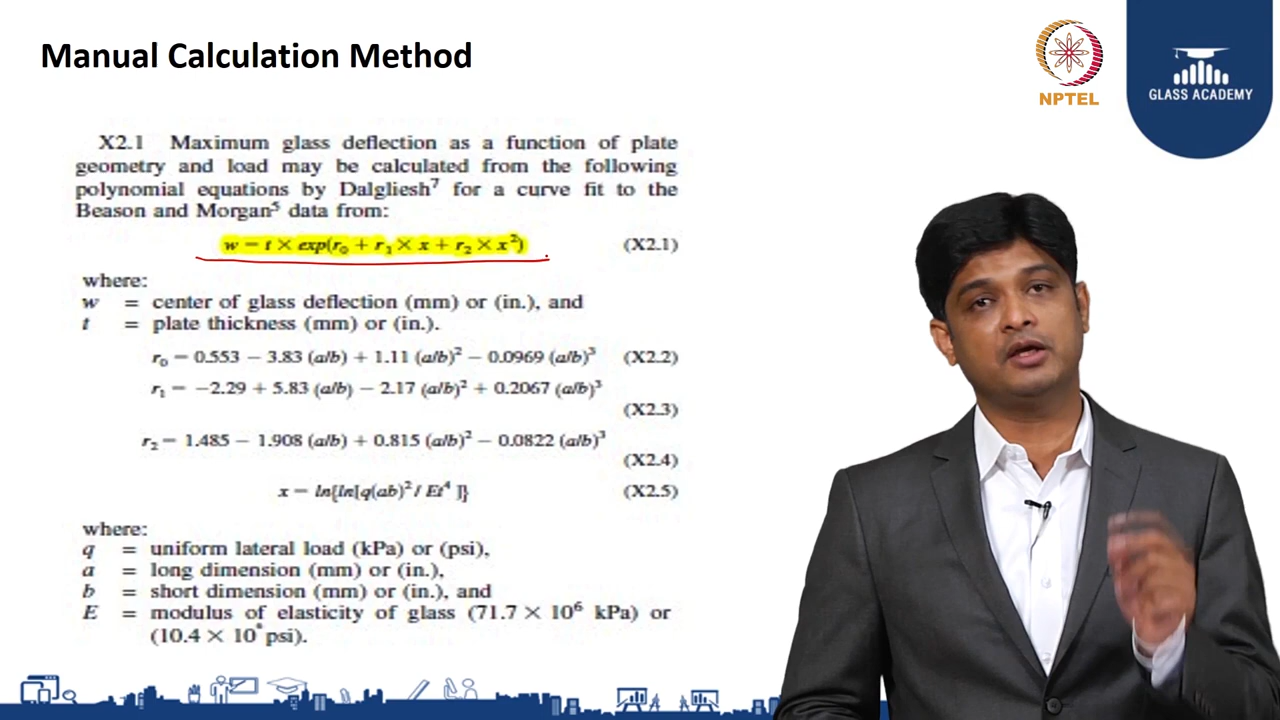 Manual Calculation Method
NPTEL
GLASS ACADEMY
X2.1 Maximum glass deflection as a function of plate
geometry and load may be calculated from the following
polynomial equations by Dalgliesh⁷ for a curve fit to the
Beason and Morgan⁵ data from:
w = t × exp(r₀ + r₁ × x + r₂ × x²) (X2.1)
where:
w = center of glass deflection (mm) or (in.), and
t = plate thickness (mm) or (in.).
r₀ = 0.553 − 3.83 (a/b) + 1.11 (a/b)² − 0.0969 (a/b)³ (X2.2)
r₁ = −2.29 + 5.83 (a/b) − 2.17 (a/b)² + 0.2067 (a/b)³
(X2.3)
r₂ = 1.485 − 1.908 (a/b) + 0.815 (a/b)² − 0.0822 (a/b)³
(X2.4)
x = ln{ln[q(ab)² / Et⁴ ]} (X2.5)
where:
q = uniform lateral load (kPa) or (psi),
a = long dimension (mm) or (in.),
b = short dimension (mm) or (in.), and
E = modulus of elasticity of glass (71.7 × 10⁶ kPa) or
(10.4 × 10 psi).